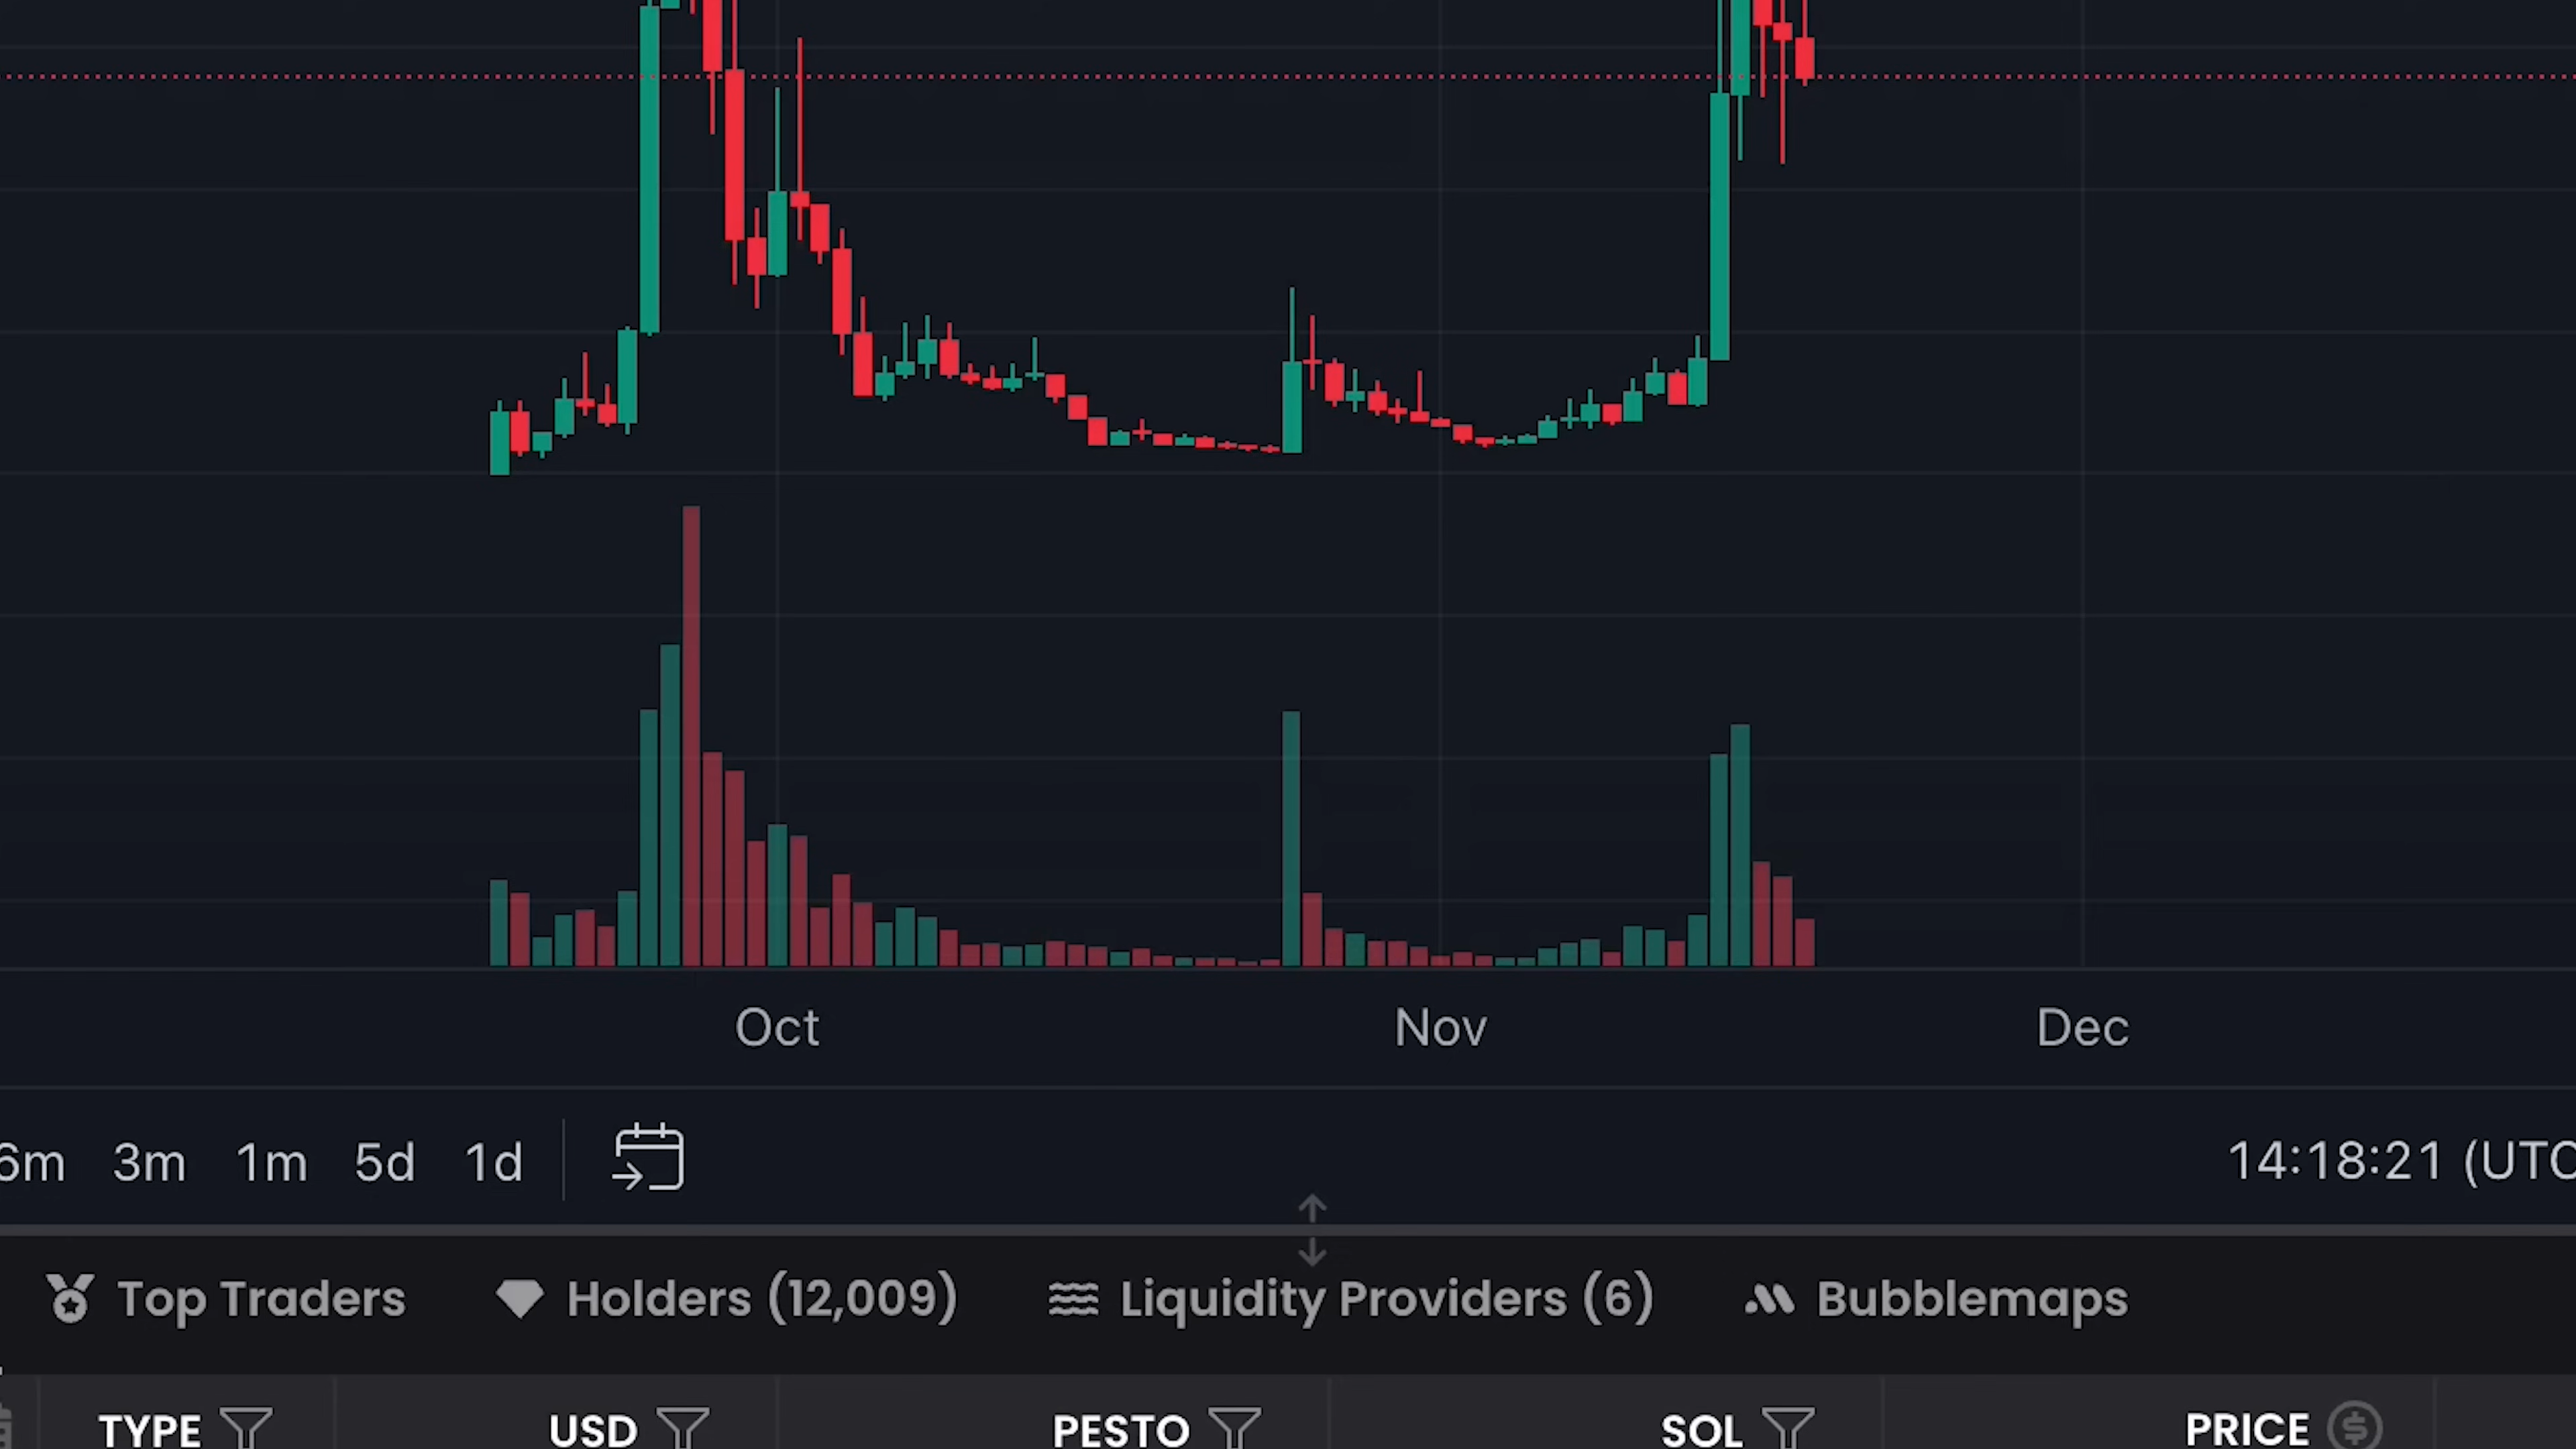 Oct Nov Dec
6m 3m 1m 5d 1d 14:18:21 (UTC
Top Traders Holders (12,009) Liquidity Providers (6) Bubblemaps
TYPE USD PESTO SOL PRICE